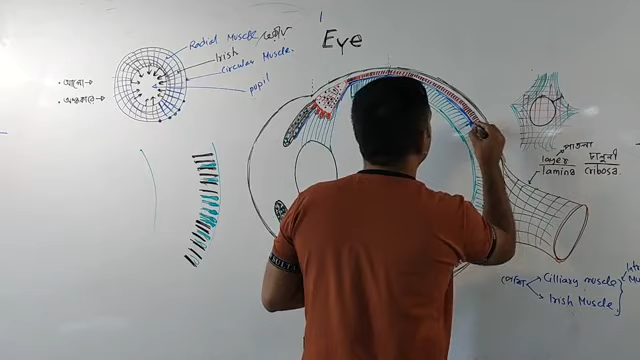 Eye
Radial Muscle
Irish
Circular Muscle.
pupil
• আলো →
• অন্ধকারে →
পাতলা
layer চালুনী
lamina cribosa
পেশি
Cilliary muscle
Irish Muscle